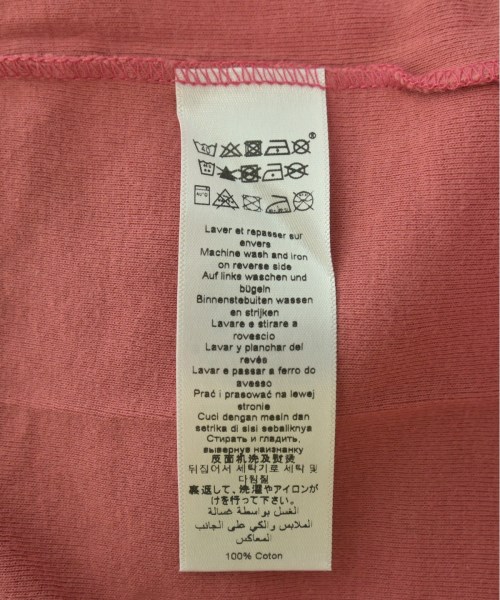 Laver et repasser sur
envers
Machine wash and iron
on reverse side
Auf links waschen und
bügeln
Binnenstebuiten wassen
en strijken
Lavare e stirare a
rovescio
Lavar y planchar del
revés
Lavar e passar a ferro do
avesso
Prać i prasować na lewej
stronie
Cuci dengan mesin dan
setrika di sisi sebaliknya
Стирать и гладить,
вывернув наизнанку
反面机洗及熨烫
뒤집어서 세탁기로 세탁 및
다림질
裏返して、洗濯やアイロンが
けを行って下さい。
الغسل بواسطة غسالة
الملابس والكي على الجانب
المعاكس
100% Coton